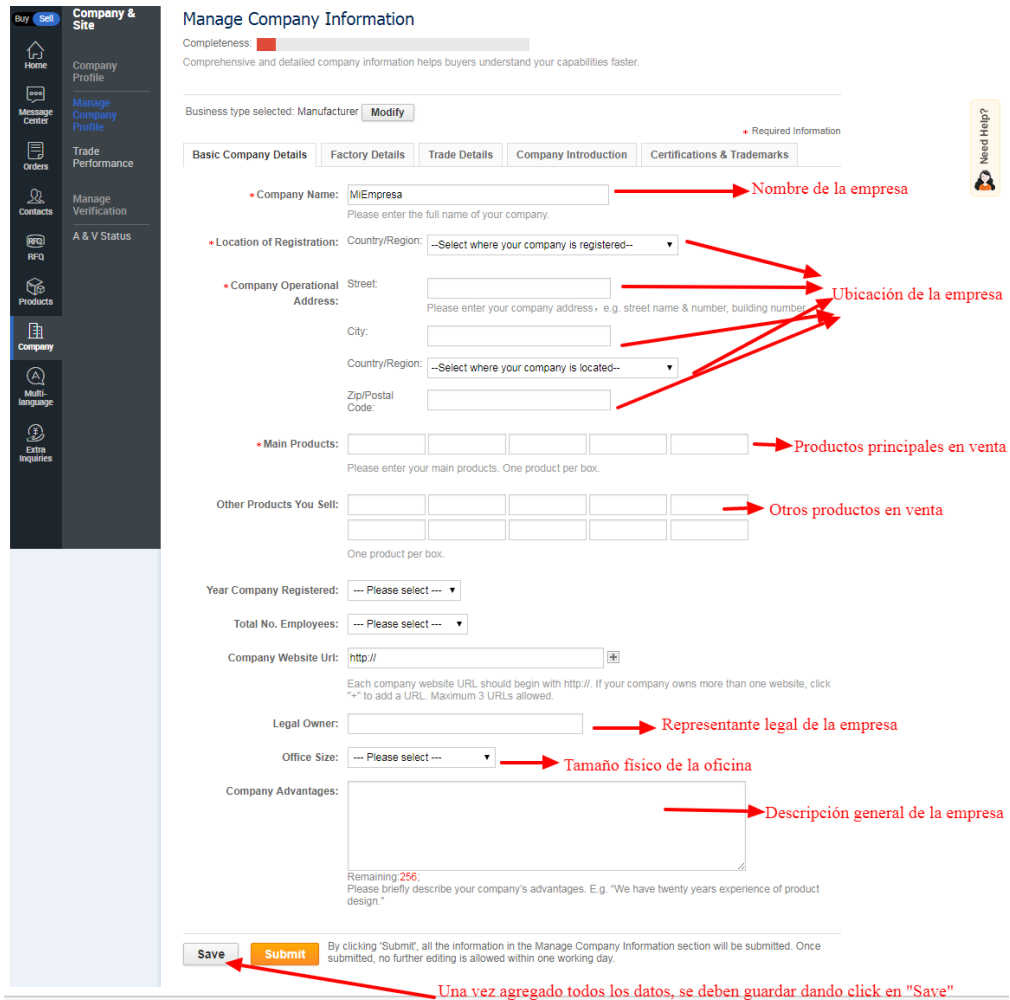 Buy Sell
Home
Message
Center
Orders
Contacts
RFQ
RFQ
Products
Company
Multi-
language
Extra
Inquiries
Company &
Site
Company
Profile
Manage
Company
Profile
Trade
Performance
Manage
Verification
A & V Status
Manage Company Information
Completeness:
Comprehensive and detailed company information helps buyers understand your capabilities faster.
Business type selected: Manufacturer Modify
* Required Information
Need Help?
Basic Company Details Factory Details Trade Details Company Introduction Certifications & Trademarks
* Company Name: MiEmpresa
Nombre de la empresa
Please enter the full name of your company.
* Location of Registration: Country/Region: --Select where your company is registered--
* Company Operational
Address:
Street:
Ubicación de la empresa
Please enter your company address，e.g. street name & number, building number
City:
Country/Region: --Select where your company is located--
Zip/Postal
Code:
* Main Products:
Productos principales en venta
Please enter your main products. One product per box.
Other Products You Sell:
Otros productos en venta
One product per box.
Year Company Registered: --- Please select ---
Total No. Employees: --- Please select ---
Company Website Url: http:// +
Each company website URL should begin with http://. If your company owns more than one website, click
"+" to add a URL. Maximum 3 URLs allowed.
Legal Owner:
Representante legal de la empresa
Office Size: --- Please select ---
Tamaño físico de la oficina
Company Advantages:
Descripción general de la empresa
Remaining:256;
Please briefly describe your company's advantages. E.g. "We have twenty years experience of product
design."
Save Submit
By clicking 'Submit', all the information in the Manage Company Information section will be submitted. Once
submitted, no further editing is allowed within one working day.
Una vez agregado todos los datos, se deben guardar dando click en "Save"